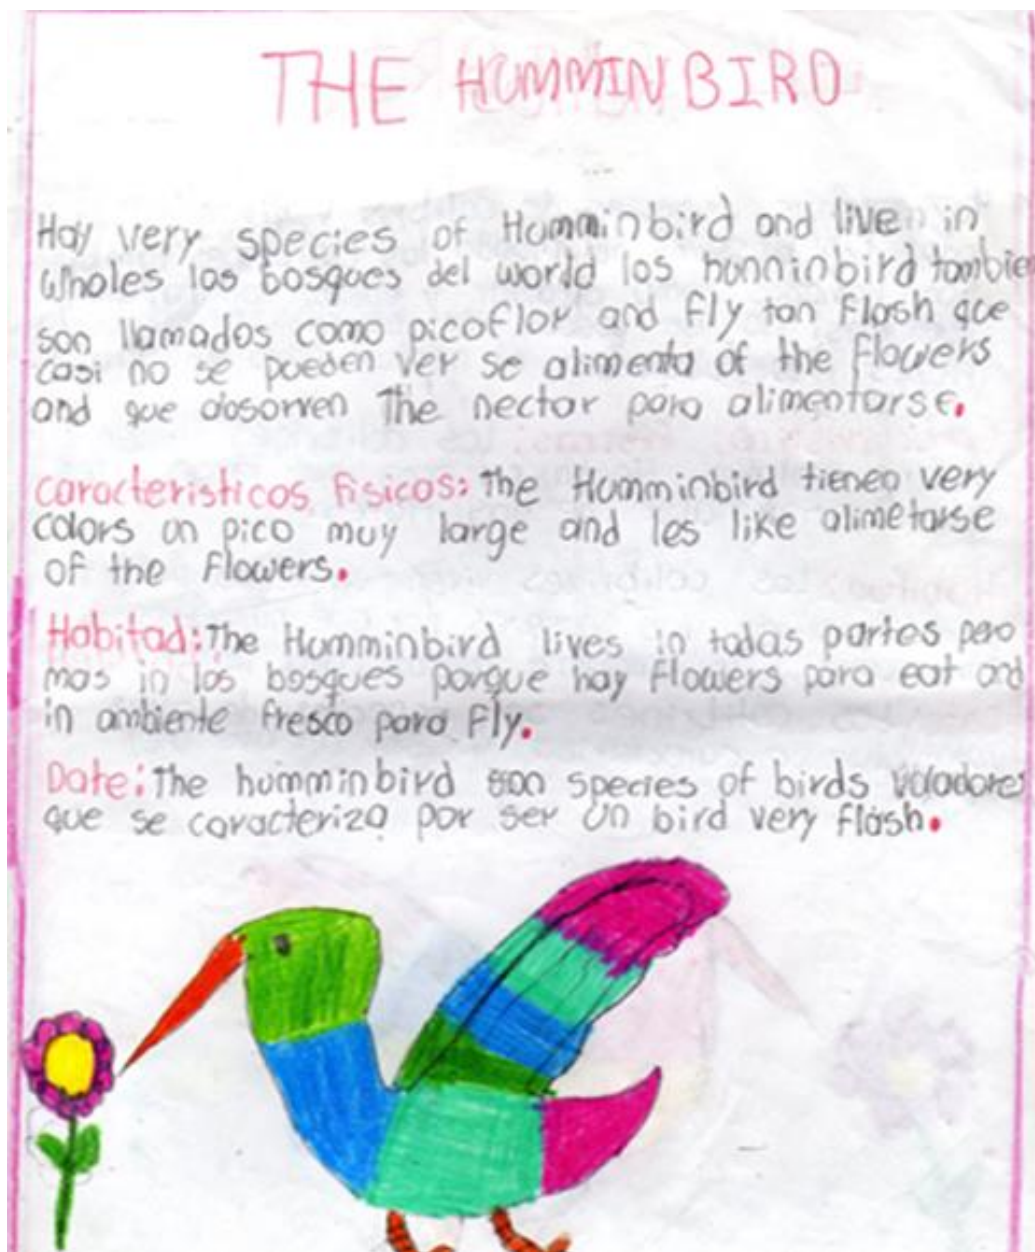 THE HUMMINBIRD
Hay very species of Humminbird and live in
wholes los bosques del world los hunninbird tambie
son llamados como picoflor and fly tan flash que
casi no se pueden ver se alimenta of the flowers
and que absorven The nectar para alimentarse.
caracteristicos fisicos: The Humminbird tieneo very
colors un pico muy large and les like alimetarse
of the flowers.
Habitad: The Humminbird lives in todas partes pero
mas in los bosques porque hay flowers para eat and
in ambiente fresco para fly.
Date: The humminbird son species of birds voladores
que se caracteriza por ser un bird very flash.